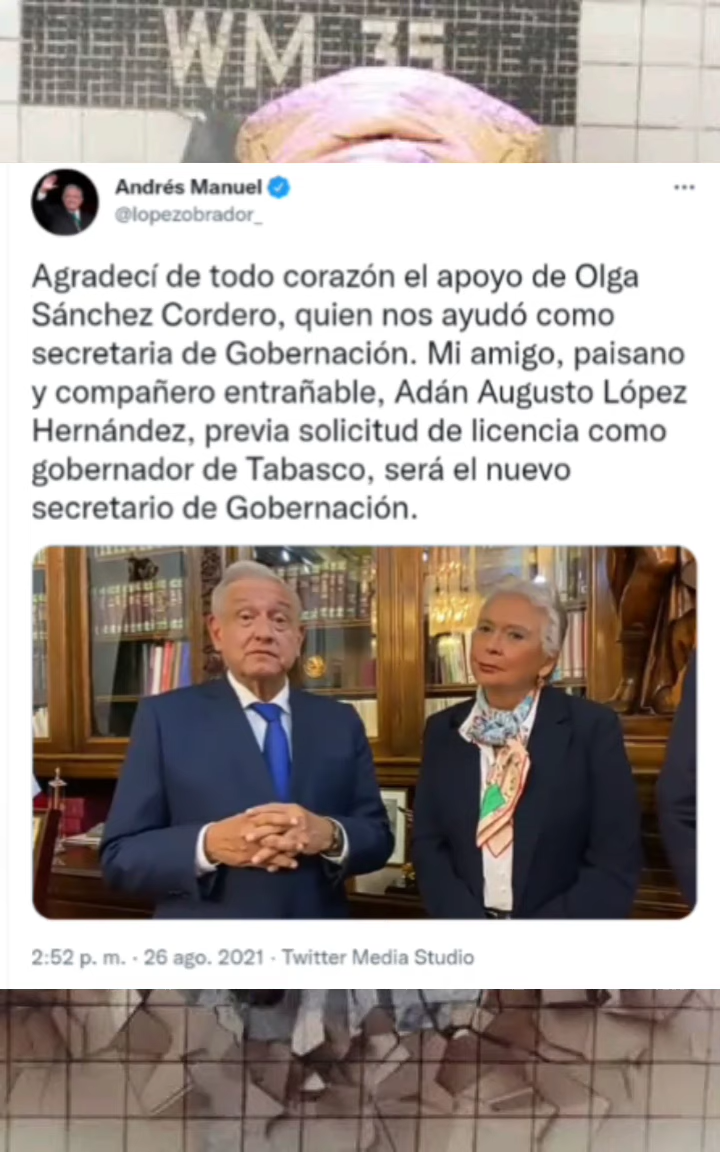 WM 35
Andrés Manuel
@lopezobrador_
Agradecí de todo corazón el apoyo de Olga
Sánchez Cordero, quien nos ayudó como
secretaria de Gobernación. Mi amigo, paisano
y compañero entrañable, Adán Augusto López
Hernández, previa solicitud de licencia como
gobernador de Tabasco, será el nuevo
secretario de Gobernación.
2:52 p. m. · 26 ago. 2021 · Twitter Media Studio